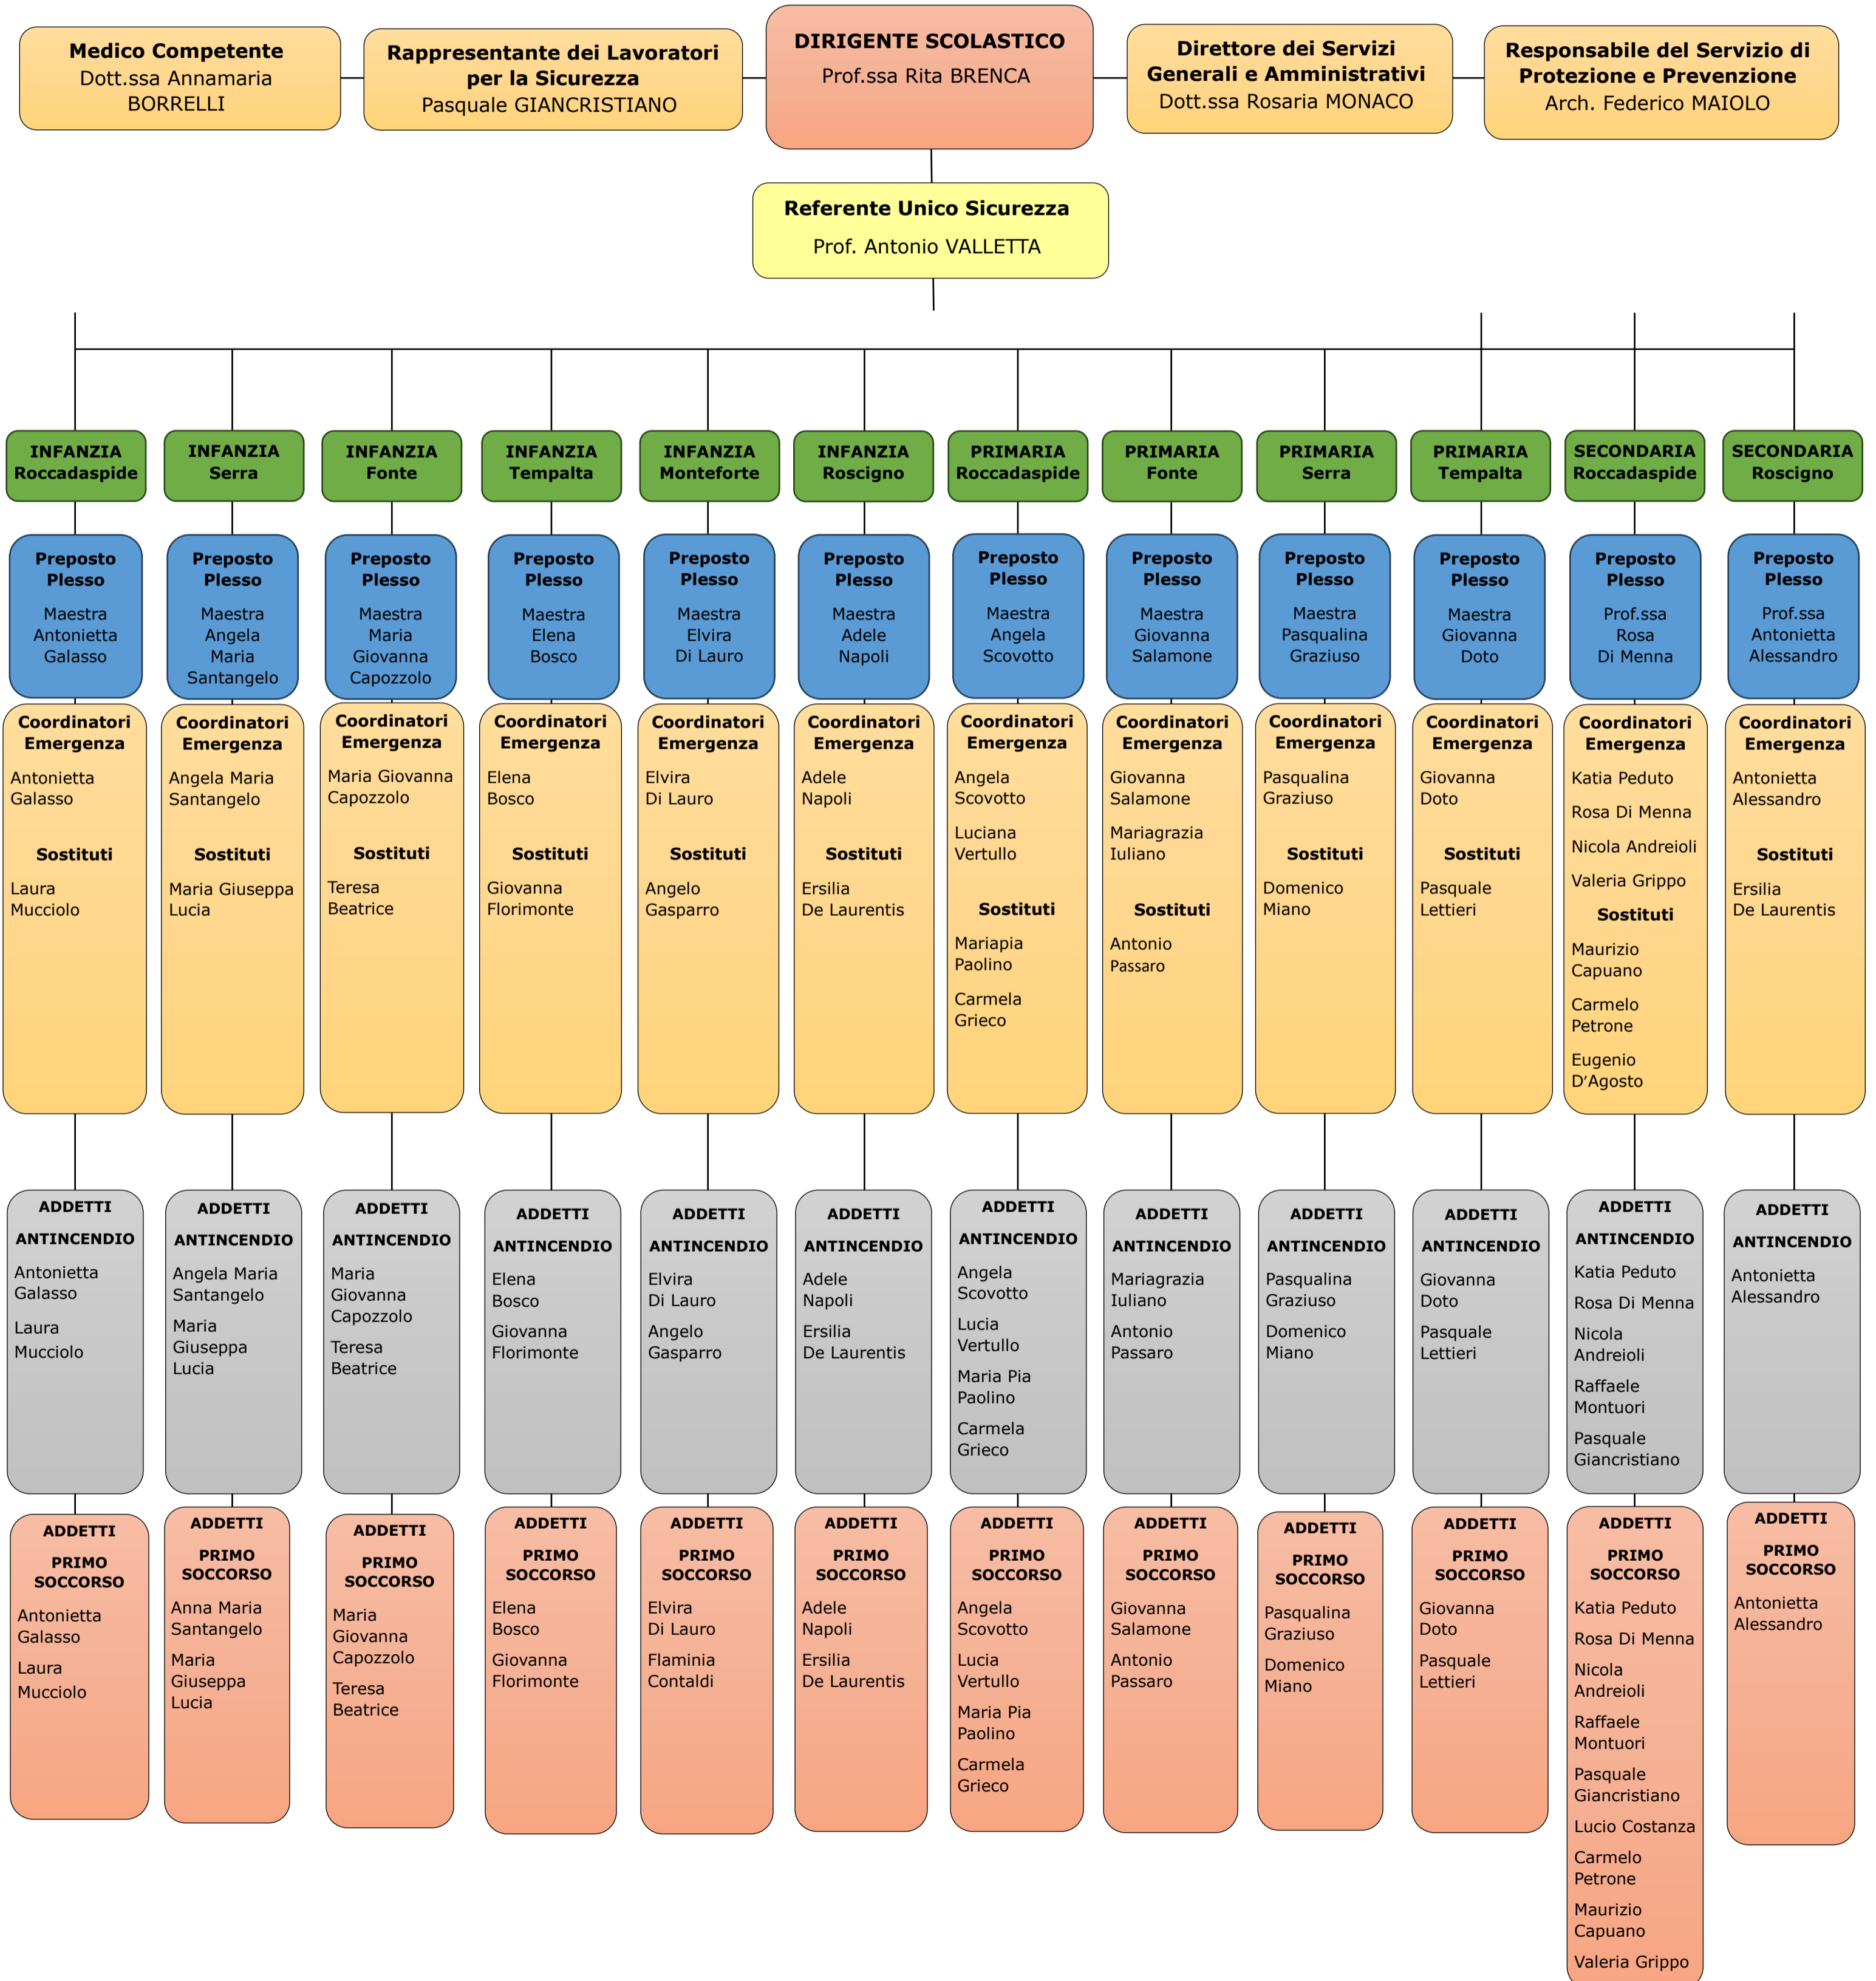 Medico Competente
Dott.ssa Annamaria
BORRELLI
Rappresentante dei Lavoratori
per la Sicurezza
Pasquale GIANCRISTIANO
DIRIGENTE SCOLASTICO
Prof.ssa Rita BRENCA
Direttore dei Servizi
Generali e Amministrativi
Dott.ssa Rosaria MONACO
Responsabile del Servizio di
Protezione e Prevenzione
Arch. Federico MAIOLO
Referente Unico Sicurezza
Prof. Antonio VALLETTA
INFANZIA
Roccadaspide
Preposto
Plesso
Maestra
Antonietta
Galasso
Coordinatori
Emergenza
Antonietta
Galasso
Sostituti
Laura
Mucciolo
ADDETTI
ANTINCENDIO
Antonietta
Galasso
Laura
Mucciolo
ADDETTI
PRIMO
SOCCORSO
Antonietta
Galasso
Laura
Mucciolo
INFANZIA
Serra
Preposto
Plesso
Maestra
Angela
Maria
Santangelo
Coordinatori
Emergenza
Angela Maria
Santangelo
Sostituti
Maria Giuseppa
Lucia
ADDETTI
ANTINCENDIO
Angela Maria
Santangelo
Maria
Giuseppa
Lucia
ADDETTI
PRIMO
SOCCORSO
Anna Maria
Santangelo
Maria
Giuseppa
Lucia
INFANZIA
Fonte
Preposto
Plesso
Maestra
Maria
Giovanna
Capozzolo
Coordinatori
Emergenza
Maria Giovanna
Capozzolo
Sostituti
Teresa
Beatrice
ADDETTI
ANTINCENDIO
Maria
Giovanna
Capozzolo
Teresa
Beatrice
ADDETTI
PRIMO
SOCCORSO
Maria
Giovanna
Capozzolo
Teresa
Beatrice
INFANZIA
Tempalta
Preposto
Plesso
Maestra
Elena
Bosco
Coordinatori
Emergenza
Elena
Bosco
Sostituti
Giovanna
Florimonte
ADDETTI
ANTINCENDIO
Elena
Bosco
Giovanna
Florimonte
ADDETTI
PRIMO
SOCCORSO
Elena
Bosco
Giovanna
Florimonte
INFANZIA
Monteforte
Preposto
Plesso
Maestra
Elvira
Di Lauro
Coordinatori
Emergenza
Elvira
Di Lauro
Sostituti
Angelo
Gasparro
ADDETTI
ANTINCENDIO
Elvira
Di Lauro
Angelo
Gasparro
ADDETTI
PRIMO
SOCCORSO
Elvira
Di Lauro
Flaminia
Contaldi
INFANZIA
Roscigno
Preposto
Plesso
Maestra
Adele
Napoli
Coordinatori
Emergenza
Adele
Napoli
Sostituti
Ersilia
De Laurentis
ADDETTI
ANTINCENDIO
Adele
Napoli
Ersilia
De Laurentis
ADDETTI
PRIMO
SOCCORSO
Adele
Napoli
Ersilia
De Laurentis
PRIMARIA
Roccadaspide
Preposto
Plesso
Maestra
Angela
Scovotto
Coordinatori
Emergenza
Angela
Scovotto
Luciana
Vertullo
Sostituti
Mariapia
Paolino
Carmela
Grieco
ADDETTI
ANTINCENDIO
Angela
Scovotto
Lucia
Vertullo
Maria Pia
Paolino
Carmela
Grieco
ADDETTI
PRIMO
SOCCORSO
Angela
Scovotto
Lucia
Vertullo
Maria Pia
Paolino
Carmela
Grieco
PRIMARIA
Fonte
Preposto
Plesso
Maestra
Giovanna
Salamone
Coordinatori
Emergenza
Giovanna
Salamone
Mariagrazia
Iuliano
Sostituti
Antonio
Passaro
ADDETTI
ANTINCENDIO
Mariagrazia
Iuliano
Antonio
Passaro
ADDETTI
PRIMO
SOCCORSO
Giovanna
Salamone
Antonio
Passaro
PRIMARIA
Serra
Preposto
Plesso
Maestra
Pasqualina
Graziuso
Coordinatori
Emergenza
Pasqualina
Graziuso
Sostituti
Domenico
Miano
ADDETTI
ANTINCENDIO
Pasqualina
Graziuso
Domenico
Miano
ADDETTI
PRIMO
SOCCORSO
Pasqualina
Graziuso
Domenico
Miano
PRIMARIA
Tempalta
Preposto
Plesso
Maestra
Giovanna
Doto
Coordinatori
Emergenza
Giovanna
Doto
Sostituti
Pasquale
Lettieri
ADDETTI
ANTINCENDIO
Giovanna
Doto
Pasquale
Lettieri
ADDETTI
PRIMO
SOCCORSO
Giovanna
Doto
Pasquale
Lettieri
SECONDARIA
Roccadaspide
Preposto
Plesso
Prof.ssa
Rosa
Di Menna
Coordinatori
Emergenza
Katia Peduto
Rosa Di Menna
Nicola Andreioli
Valeria Grippo
Sostituti
Maurizio
Capuano
Carmelo
Petrone
Eugenio
D’Agosto
ADDETTI
ANTINCENDIO
Katia Peduto
Rosa Di Menna
Nicola
Andreioli
Raffaele
Montuori
Pasquale
Giancristiano
ADDETTI
PRIMO
SOCCORSO
Katia Peduto
Rosa Di Menna
Nicola
Andreioli
Raffaele
Montuori
Pasquale
Giancristiano
Lucio Costanza
Carmelo
Petrone
Maurizio
Capuano
Valeria Grippo
SECONDARIA
Roscigno
Preposto
Plesso
Prof.ssa
Antonietta
Alessandro
Coordinatori
Emergenza
Antonietta
Alessandro
Sostituti
Ersilia
De Laurentis
ADDETTI
ANTINCENDIO
Antonietta
Alessandro
ADDETTI
PRIMO
SOCCORSO
Antonietta
Alessandro